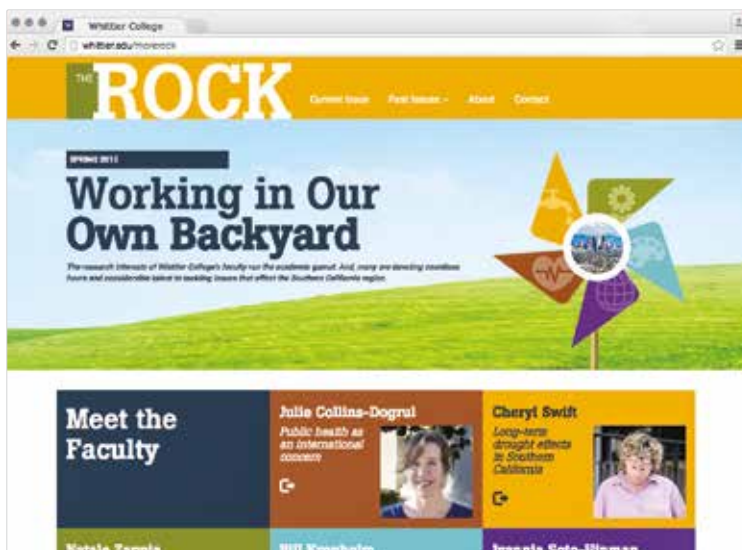 Whittier College
whittier.edu/morerock
THE ROCK
Current Issue Past Issues About Contact
SPRING 2015
Working in Our
Own Backyard
The research interests of Whittier College's faculty run the academic gamut. And, many are devoting countless
hours and considerable talent to tackling issues that affect the Southern California region.
Meet the
Faculty
Julie Collins-Dogrul
Public health as
an international
concern
Cheryl Swift
Long-term
drought effects
in Southern
California